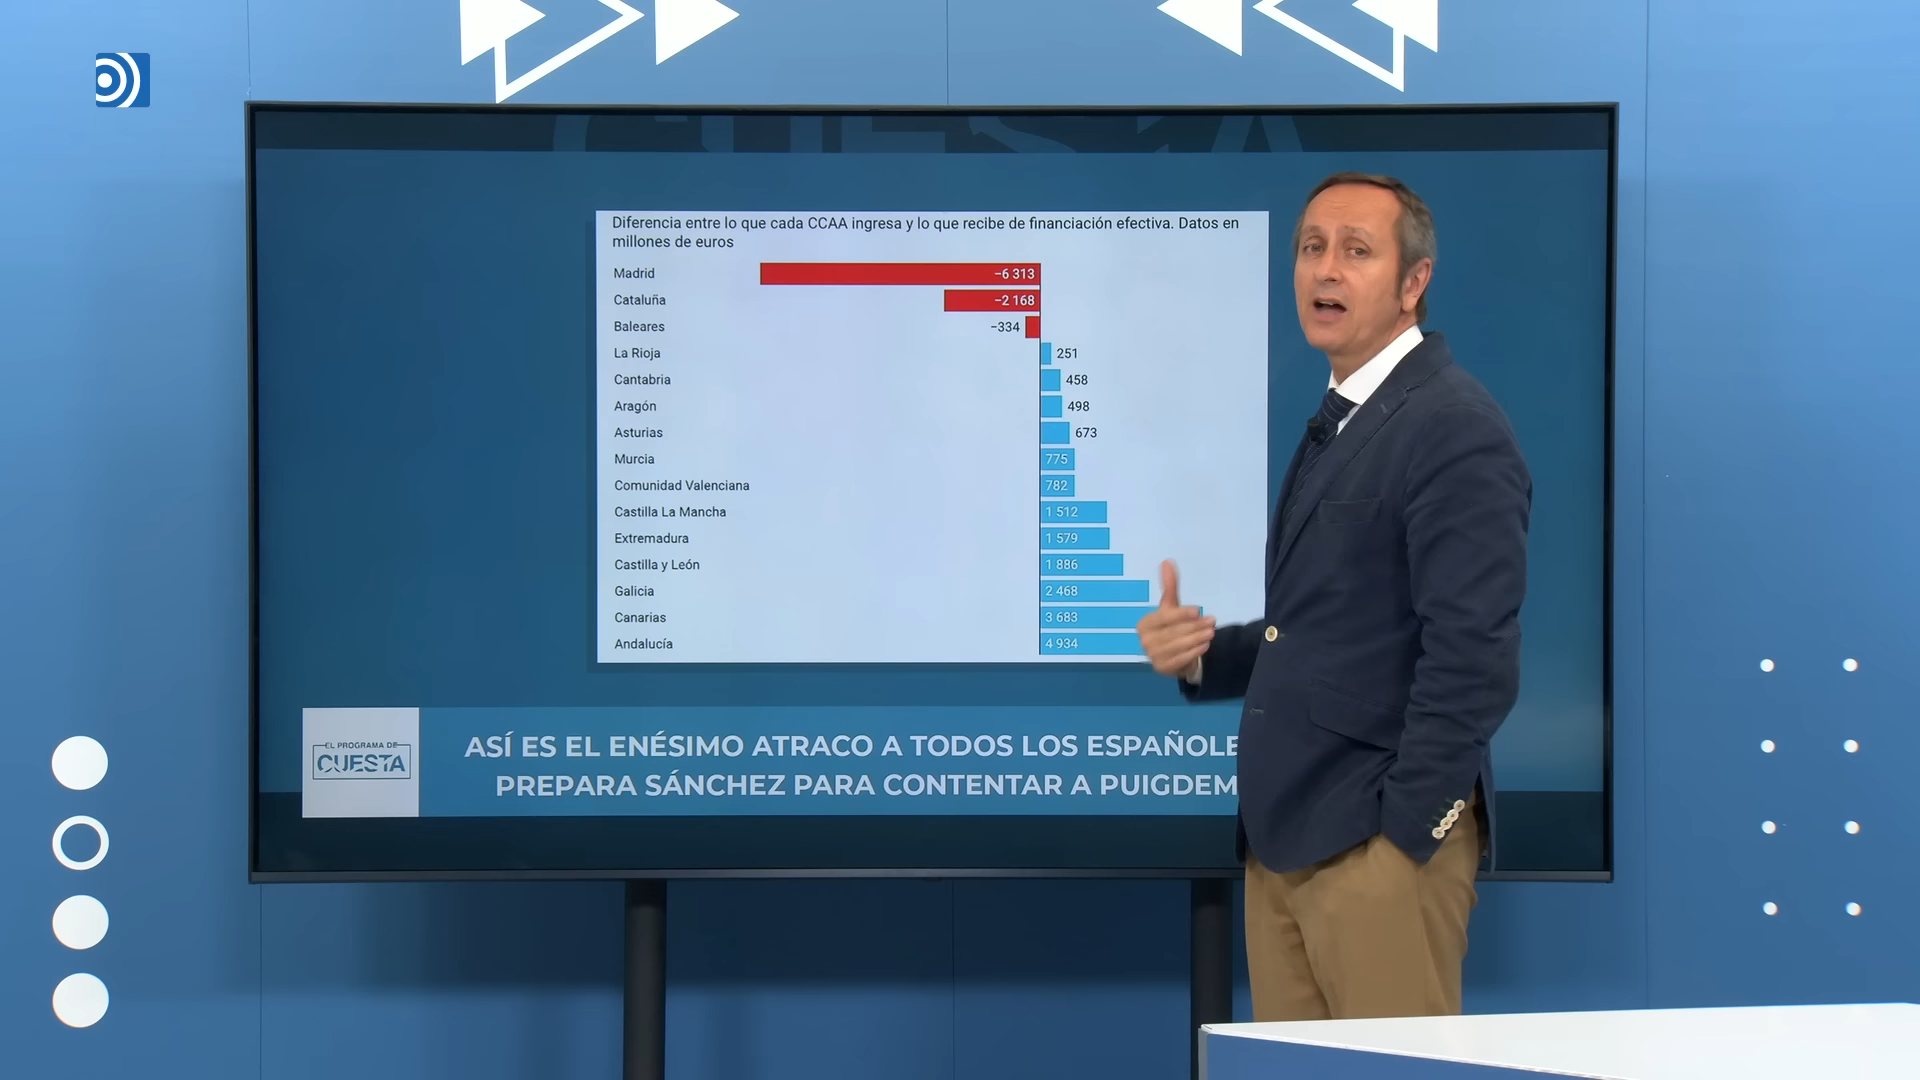 CUESTA
Diferencia entre lo que cada CCAA ingresa y lo que recibe de financiación efectiva. Datos en
millones de euros
Madrid −6 313
Cataluña −2 168
Baleares −334
La Rioja 251
Cantabria 458
Aragón 498
Asturias 673
Murcia 775
Comunidad Valenciana 782
Castilla La Mancha 1 512
Extremadura 1 579
Castilla y León 1 886
Galicia 2 468
Canarias 3 683
Andalucía 4 934
EL PROGRAMA DE
CUESTA
ASÍ ES EL ENÉSIMO ATRACO A TODOS LOS ESPAÑOLE
PREPARA SÁNCHEZ PARA CONTENTAR A PUIGDEM